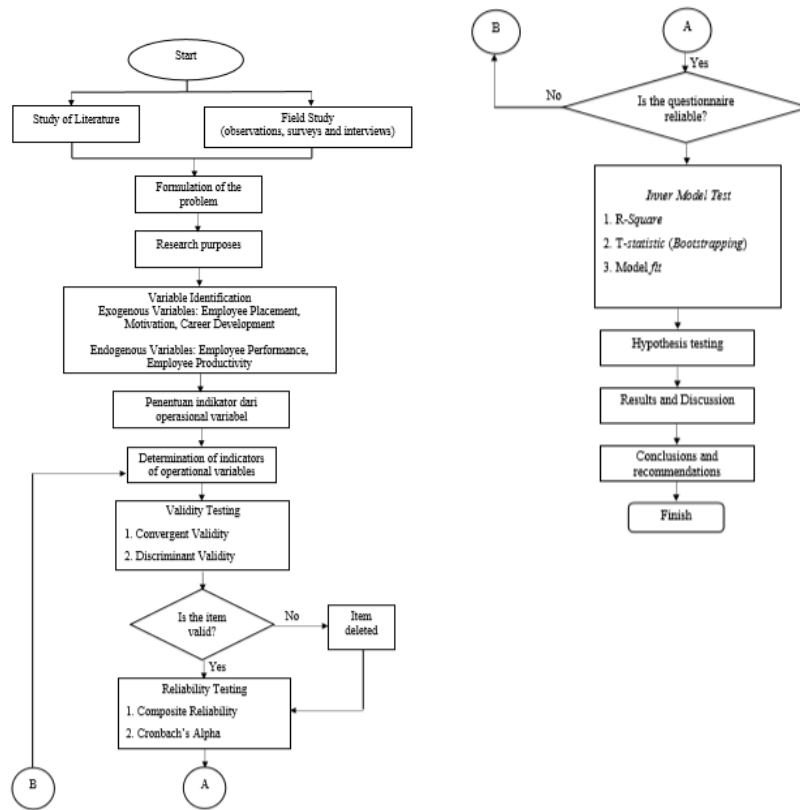 Start
Study of Literature
Field Study
(observations, surveys and interviews)
Formulation of the
problem
Research purposes
Variable Identification
Exogenous Variables: Employee Placement,
Motivation, Career Development
Endogenous Variables: Employee Performance,
Employee Productivity
Penentuan indikator dari
operasional variabel
Determination of indicators
of operational variables
Validity Testing
1. Convergent Validity
2. Discriminant Validity
Is the item
valid?
No
Item
deleted
Yes
Reliability Testing
1. Composite Reliability
2. Cronbach's Alpha
B
A
B
A
Yes
No
Is the questionnaire
reliable?
Inner Model Test
1. R-Square
2. T-statistic (Bootstrapping)
3. Model fit
Hypothesis testing
Results and Discussion
Conclusions and
recommendations
Finish